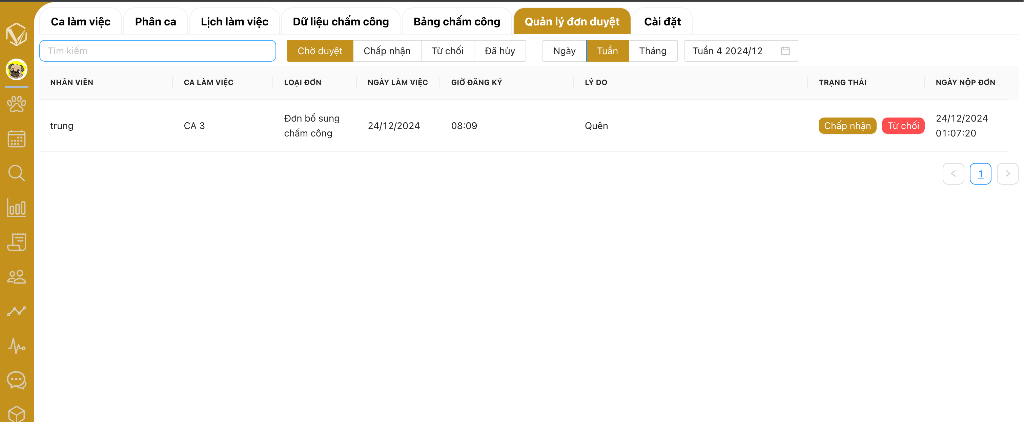 Ca làm việc Phân ca Lịch làm việc Dữ liệu chấm công Bảng chấm công Quản lý đơn duyệt Cài đặt
Tìm kiếm Chờ duyệt Chấp nhận Từ chối Đã hủy Ngày Tuần Tháng Tuần 4 2024/12
NHÂN VIÊN CA LÀM VIỆC LOẠI ĐƠN NGÀY LÀM VIỆC GIỜ ĐĂNG KÝ LÝ DO TRẠNG THÁI NGÀY NỘP ĐƠN
trung CA 3 Đơn bổ sung chấm công 24/12/2024 08:09 Quên Chấp nhận Từ chối 24/12/2024 01:07:20
1